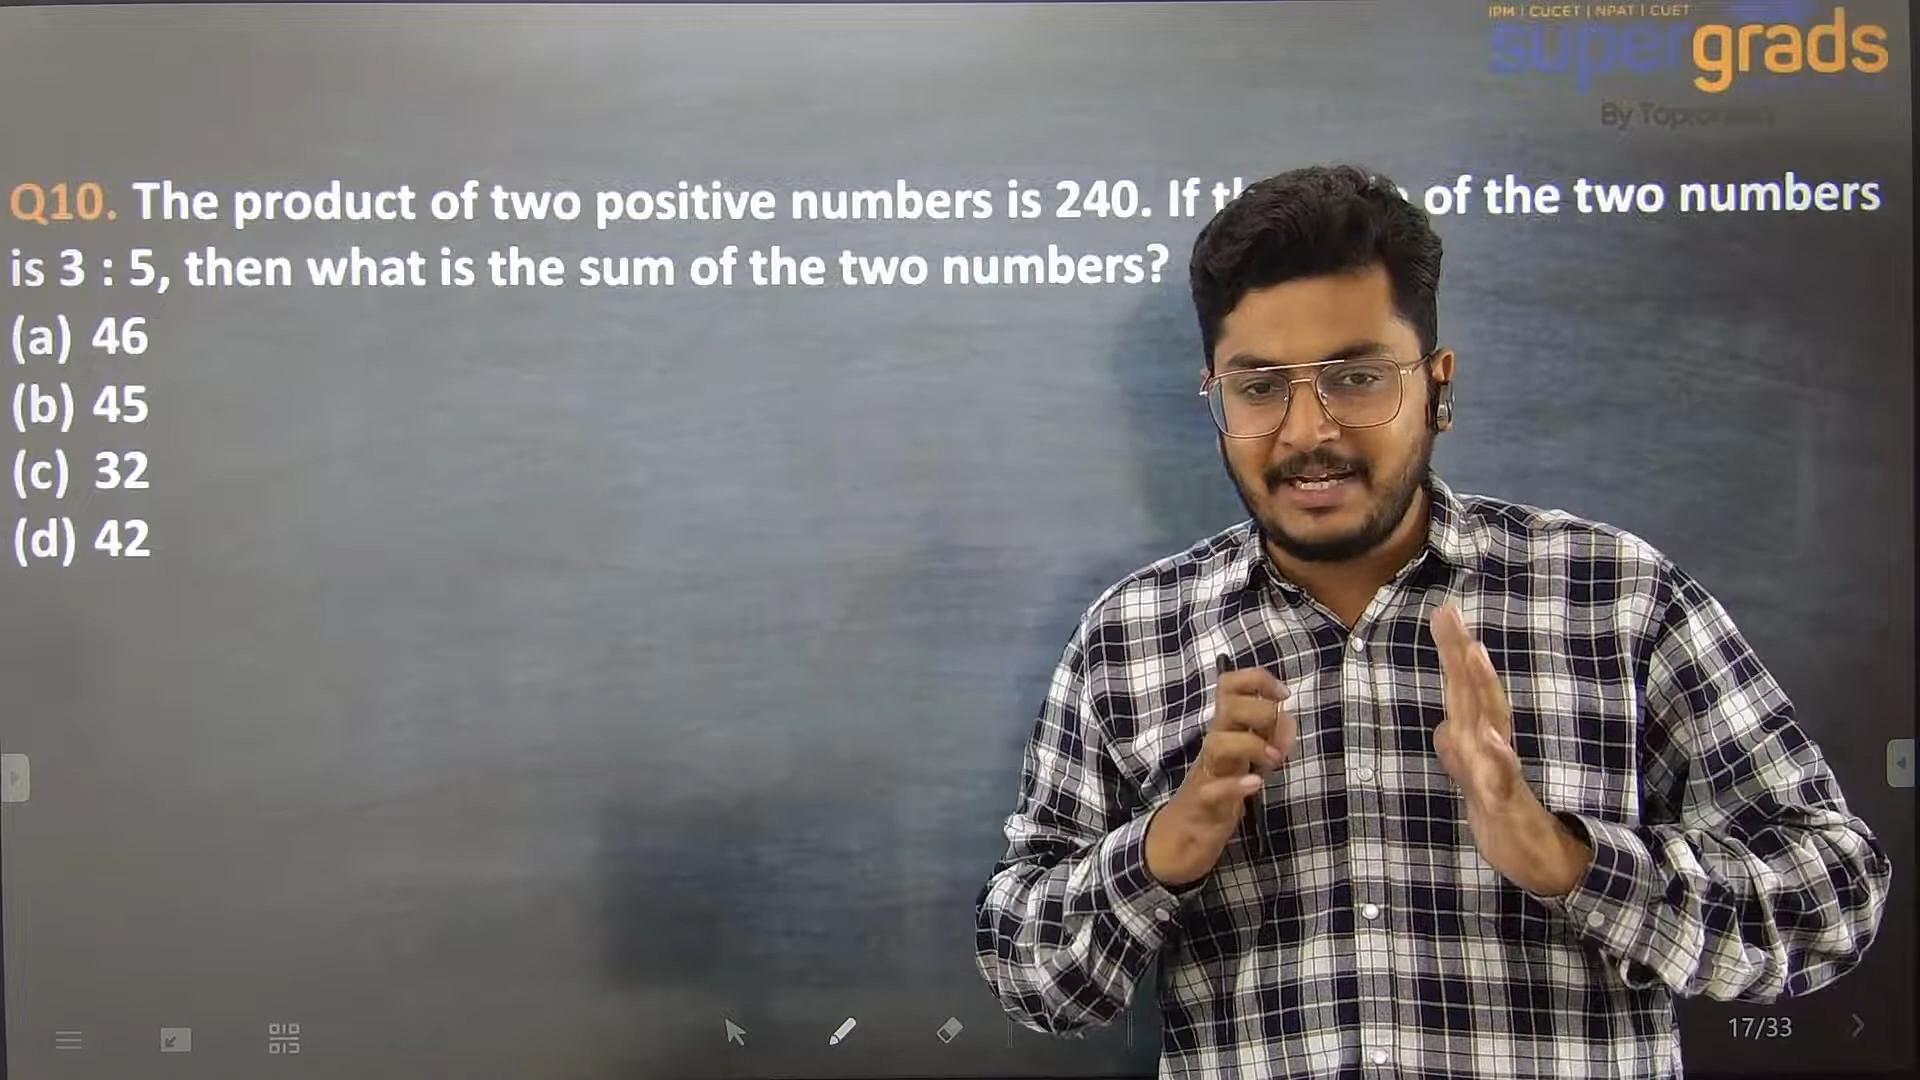 IPM | CUCET | NPAT | CUET
supergrads
By
Q10. The product of two positive numbers is 240. If of the two numbers
is 3 : 5, then what is the sum of the two numbers?
(a) 46
(b) 45
(c) 32
(d) 42
17/33